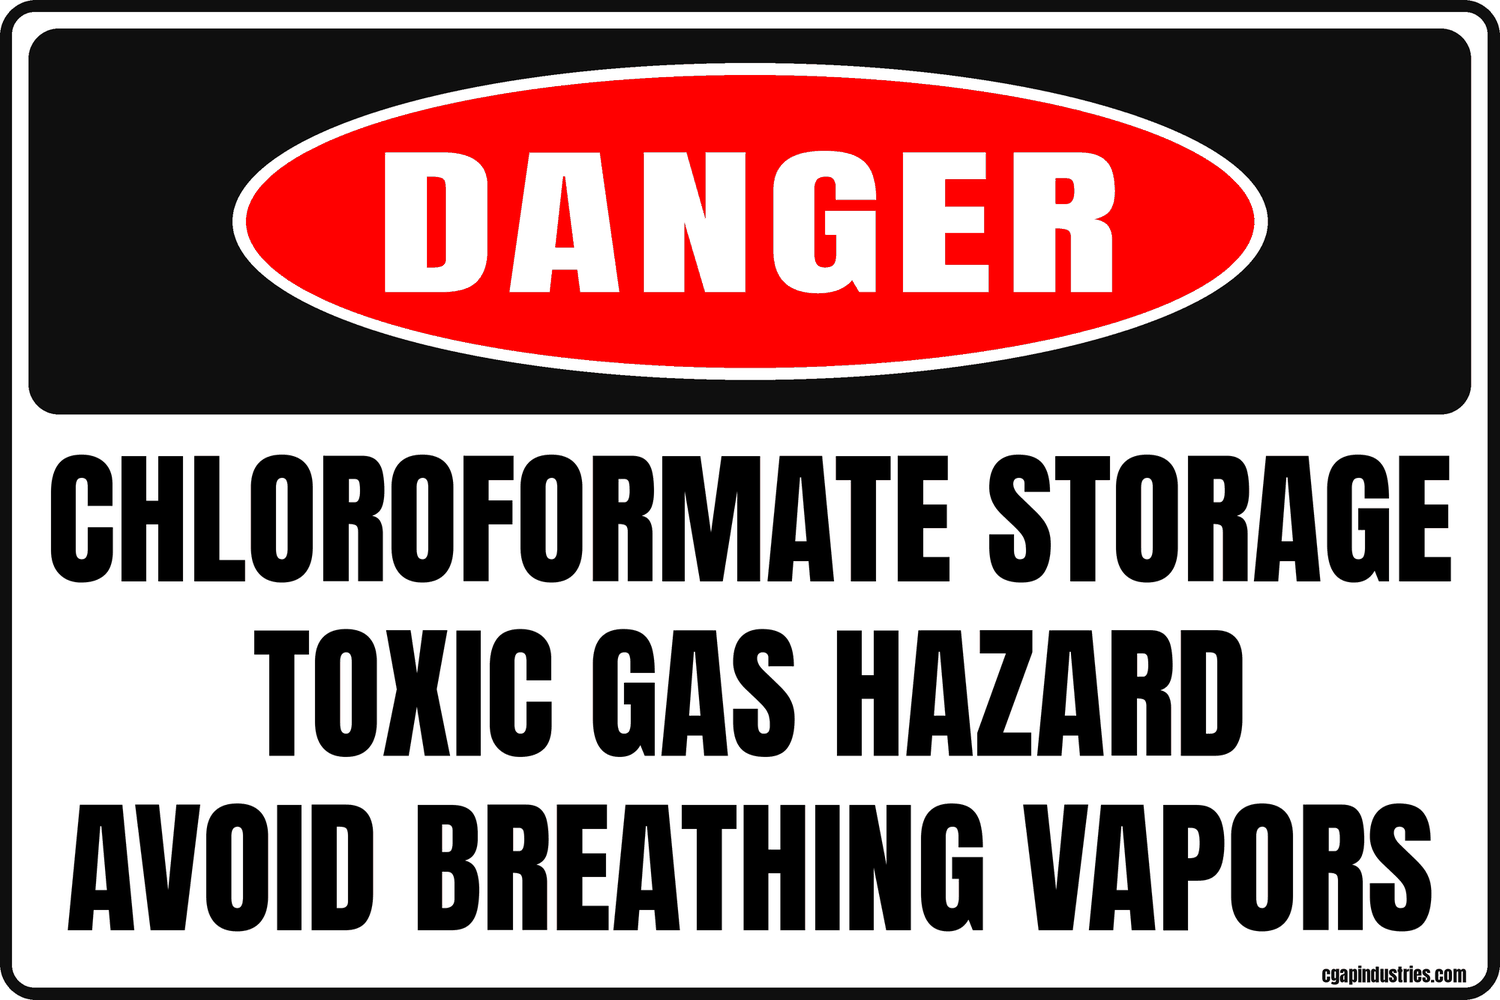 DANGER
CHLOROFORMATE STORAGE
TOXIC GAS HAZARD
AVOID BREATHING VAPORS
cgapindustries.com